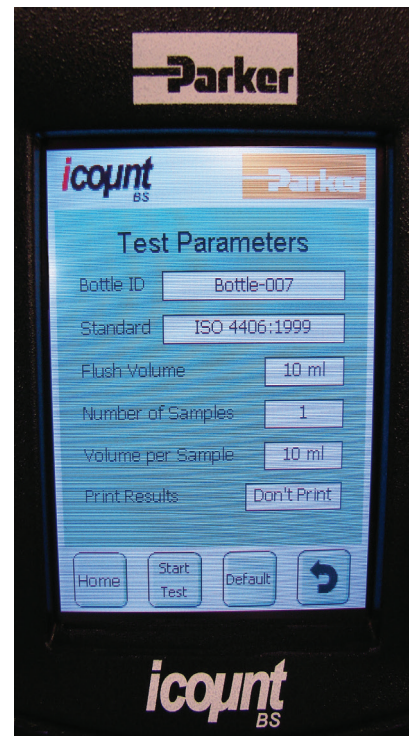 Parker
icount
BS
Parker
Test Parameters
Bottle ID Bottle-007
Standard ISO 4406:1999
Flush Volume 10 ml
Number of Samples 1
Volume per Sample 10 ml
Print Results Don't Print
Home Start Test Default
icount
BS